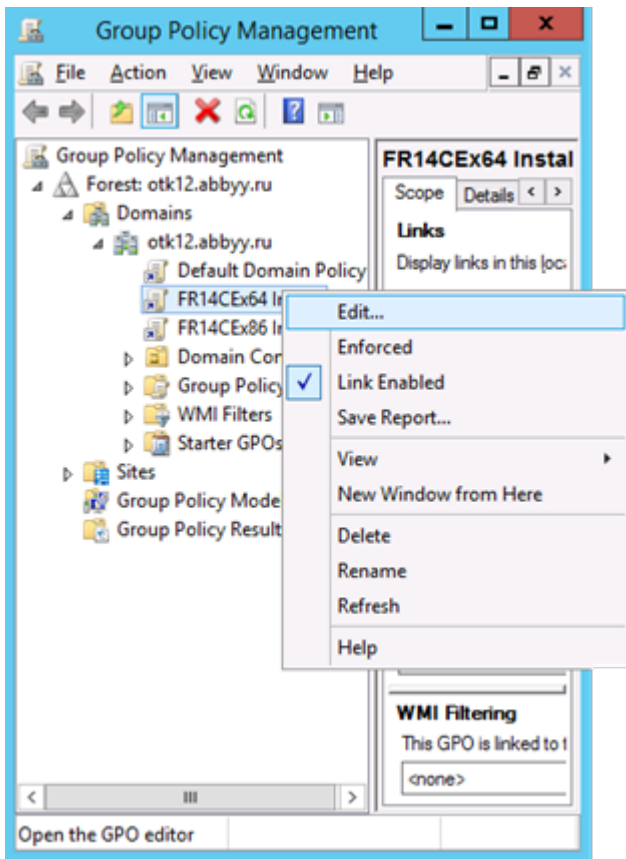 Group Policy Management
File Action View Window Help
Group Policy Management
Forest: otk12.abbyy.ru
Domains
otk12.abbyy.ru
Default Domain Policy
FR14CEx64 In
FR14CEx86 In
Domain Con
Group Policy
WMI Filters
Starter GPOs
Sites
Group Policy Mode
Group Policy Result
FR14CEx64 Instal
Scope Details
Links
Display links in this loc
Edit...
Enforced
Link Enabled
Save Report...
View
New Window from Here
Delete
Rename
Refresh
Help
WMI Filtering
This GPO is linked to t
<none>
Open the GPO editor